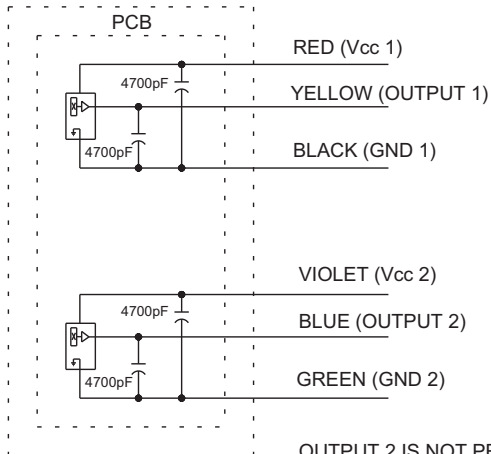 PCB
RED (Vcc 1)
4700pF
YELLOW (OUTPUT 1)
4700pF
BLACK (GND 1)
VIOLET (Vcc 2)
4700pF
BLUE (OUTPUT 2)
4700pF
GREEN (GND 2)
OUTPUT 2 IS NOT